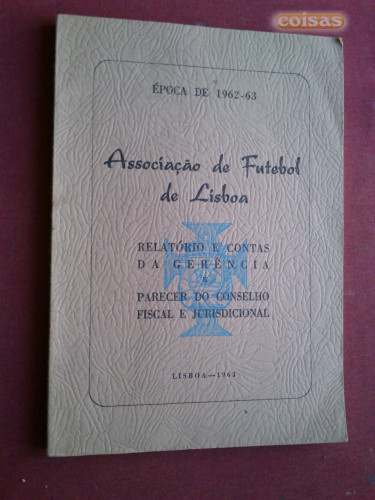 coisas
ÉPOCA DE 1962-63
Associação de Futebol
de Lisboa
RELATÓRIO E CONTAS
DA GERÊNCIA
E
PARECER DO CONSELHO
FISCAL E JURISDICIONAL
LISBOA—1963